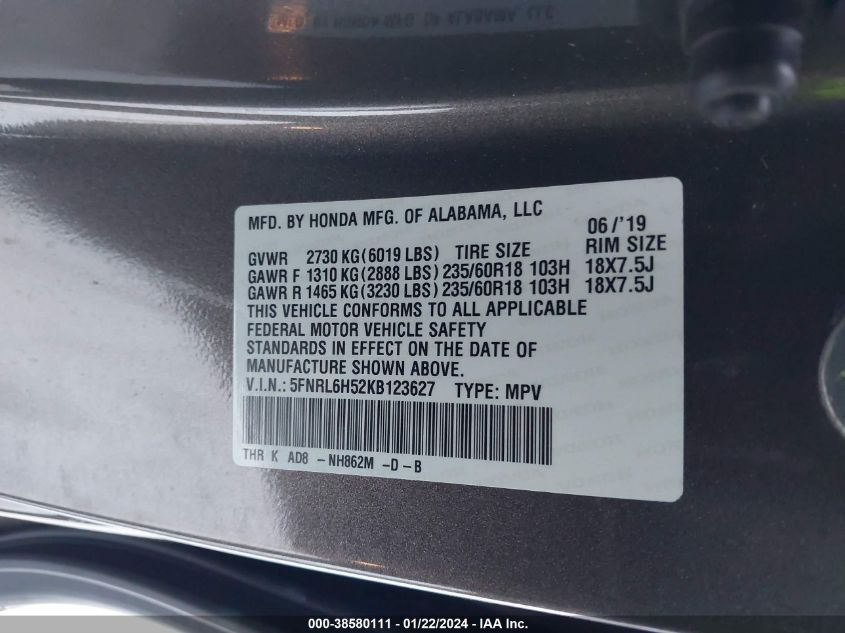 MFD. BY HONDA MFG. OF ALABAMA, LLC
06/'19
GVWR 2730 KG(6019 LBS) TIRE SIZE RIM SIZE
GAWR F 1310 KG(2888 LBS) 235/60R18 103H 18X7.5J
GAWR R 1465 KG(3230 LBS) 235/60R18 103H 18X7.5J
THIS VEHICLE CONFORMS TO ALL APPLICABLE
FEDERAL MOTOR VEHICLE SAFETY
STANDARDS IN EFFECT ON THE DATE OF
MANUFACTURE SHOWN ABOVE.
V.I.N.: 5FNRL6H52KB123627 TYPE: MPV
THR K AD8 -NH862M -D-B
000-38580111 - 01/22/2024 - IAA Inc.